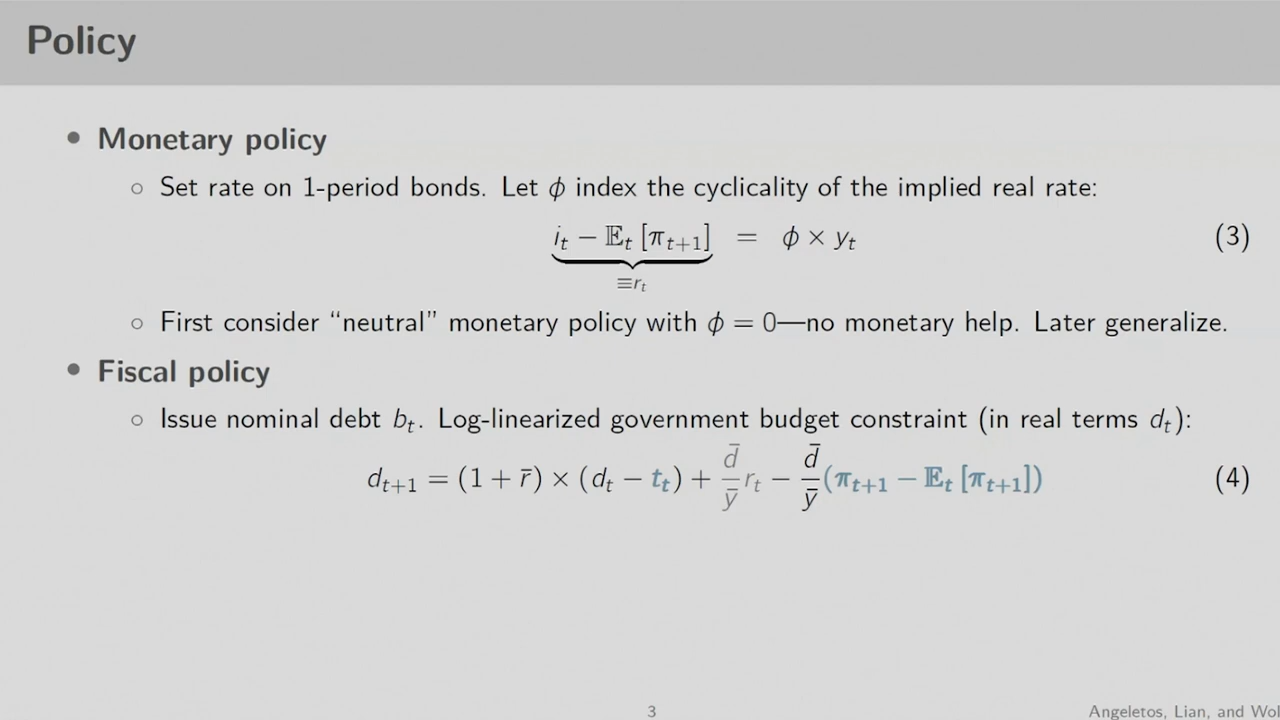 Policy
• Monetary policy
◦ Set rate on 1-period bonds. Let ϕ index the cyclicality of the implied real rate:
i_t − 𝔼_t [π_{t+1}] = ϕ × y_t (3)
≡r_t
◦ First consider “neutral” monetary policy with ϕ = 0—no monetary help. Later generalize.
• Fiscal policy
◦ Issue nominal debt b_t. Log-linearized government budget constraint (in real terms d_t):
d_{t+1} = (1 + r̄) × (d_t − t_t) + d̄/ȳ r_t − d̄/ȳ (π_{t+1} − 𝔼_t [π_{t+1}]) (4)
3 Angeletos, Lian, and Wol